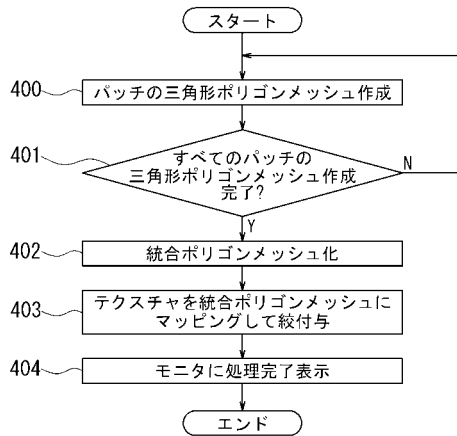 スタート
400
パッチの三角形ポリゴンメッシュ作成
401
すべてのパッチの
三角形ポリゴンメッシュ作成
完了?
N
Y
402
統合ポリゴンメッシュ化
403
テクスチャを統合ポリゴンメッシュに
マッピングして絞付与
404
モニタに処理完了表示
エンド